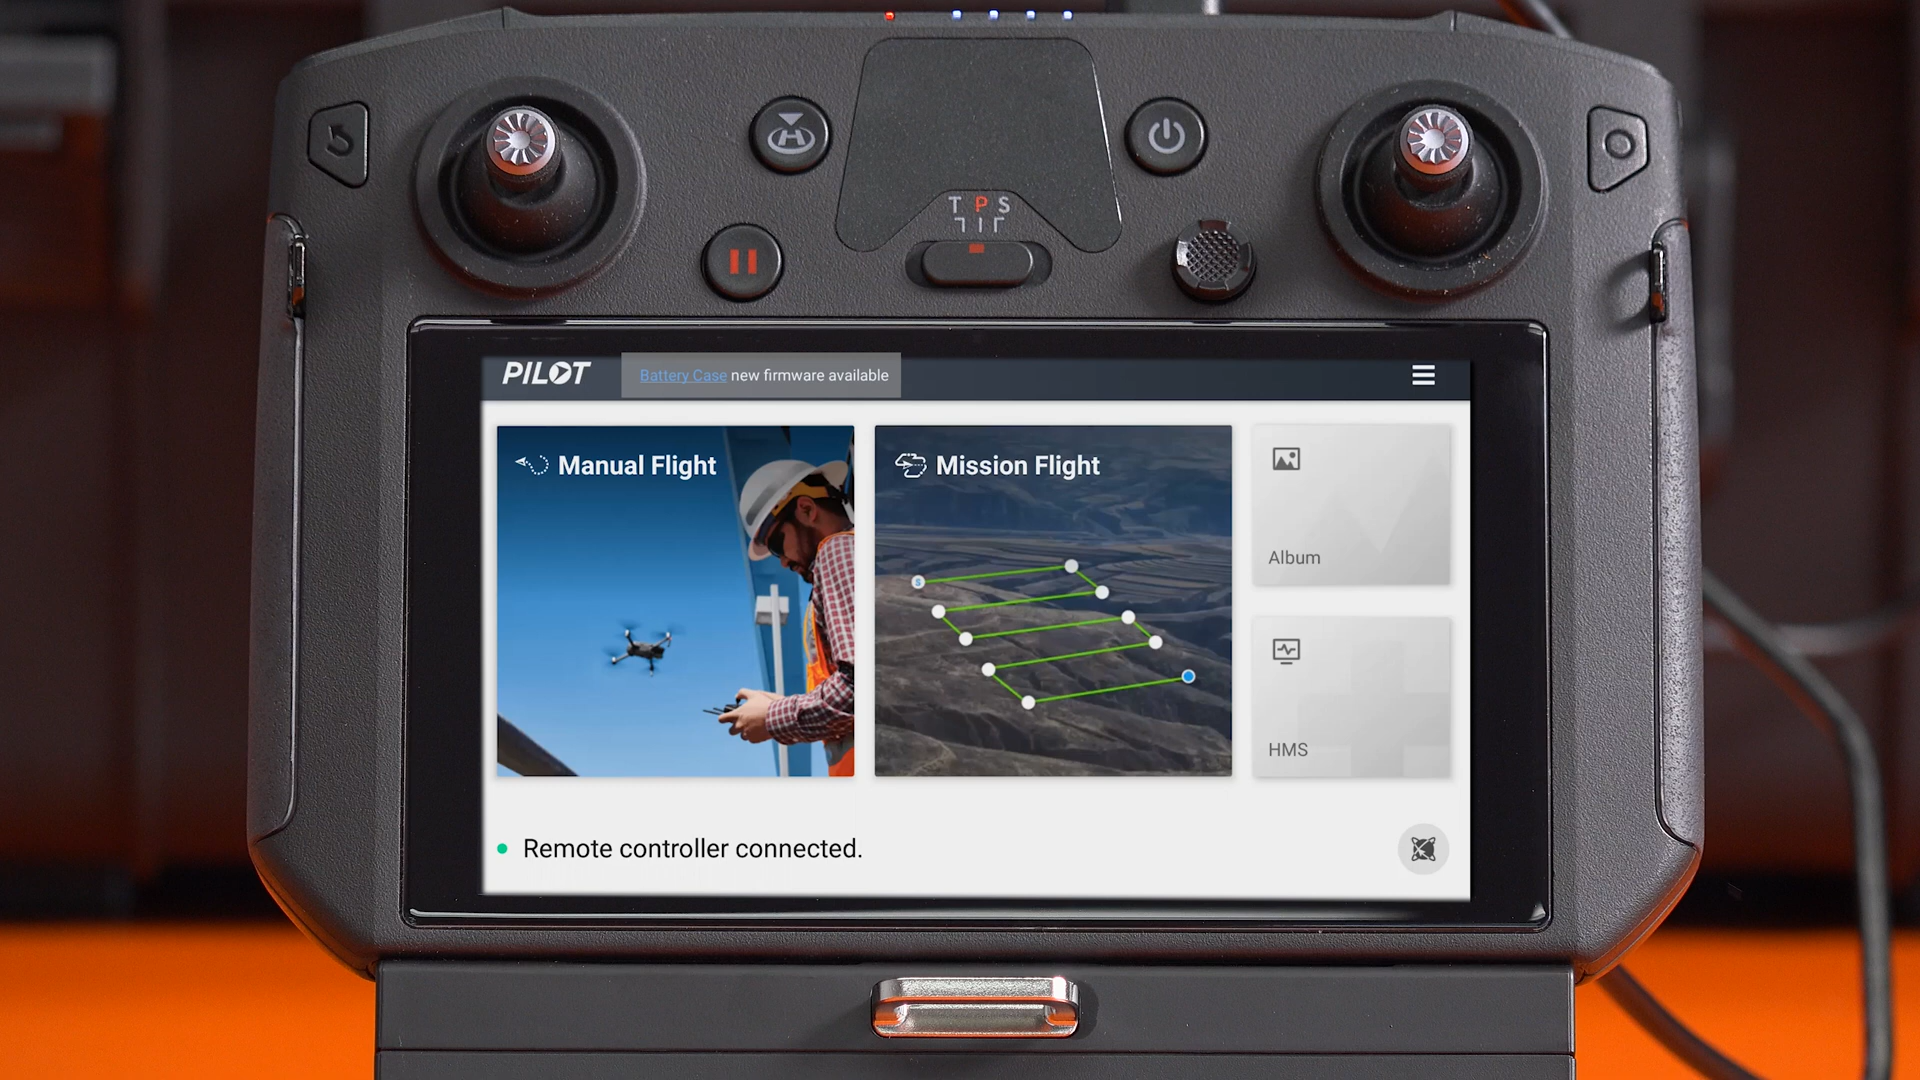 T P S
PILOT
Battery Case new firmware available
Manual Flight
Mission Flight
S
Album
HMS
Remote controller connected.